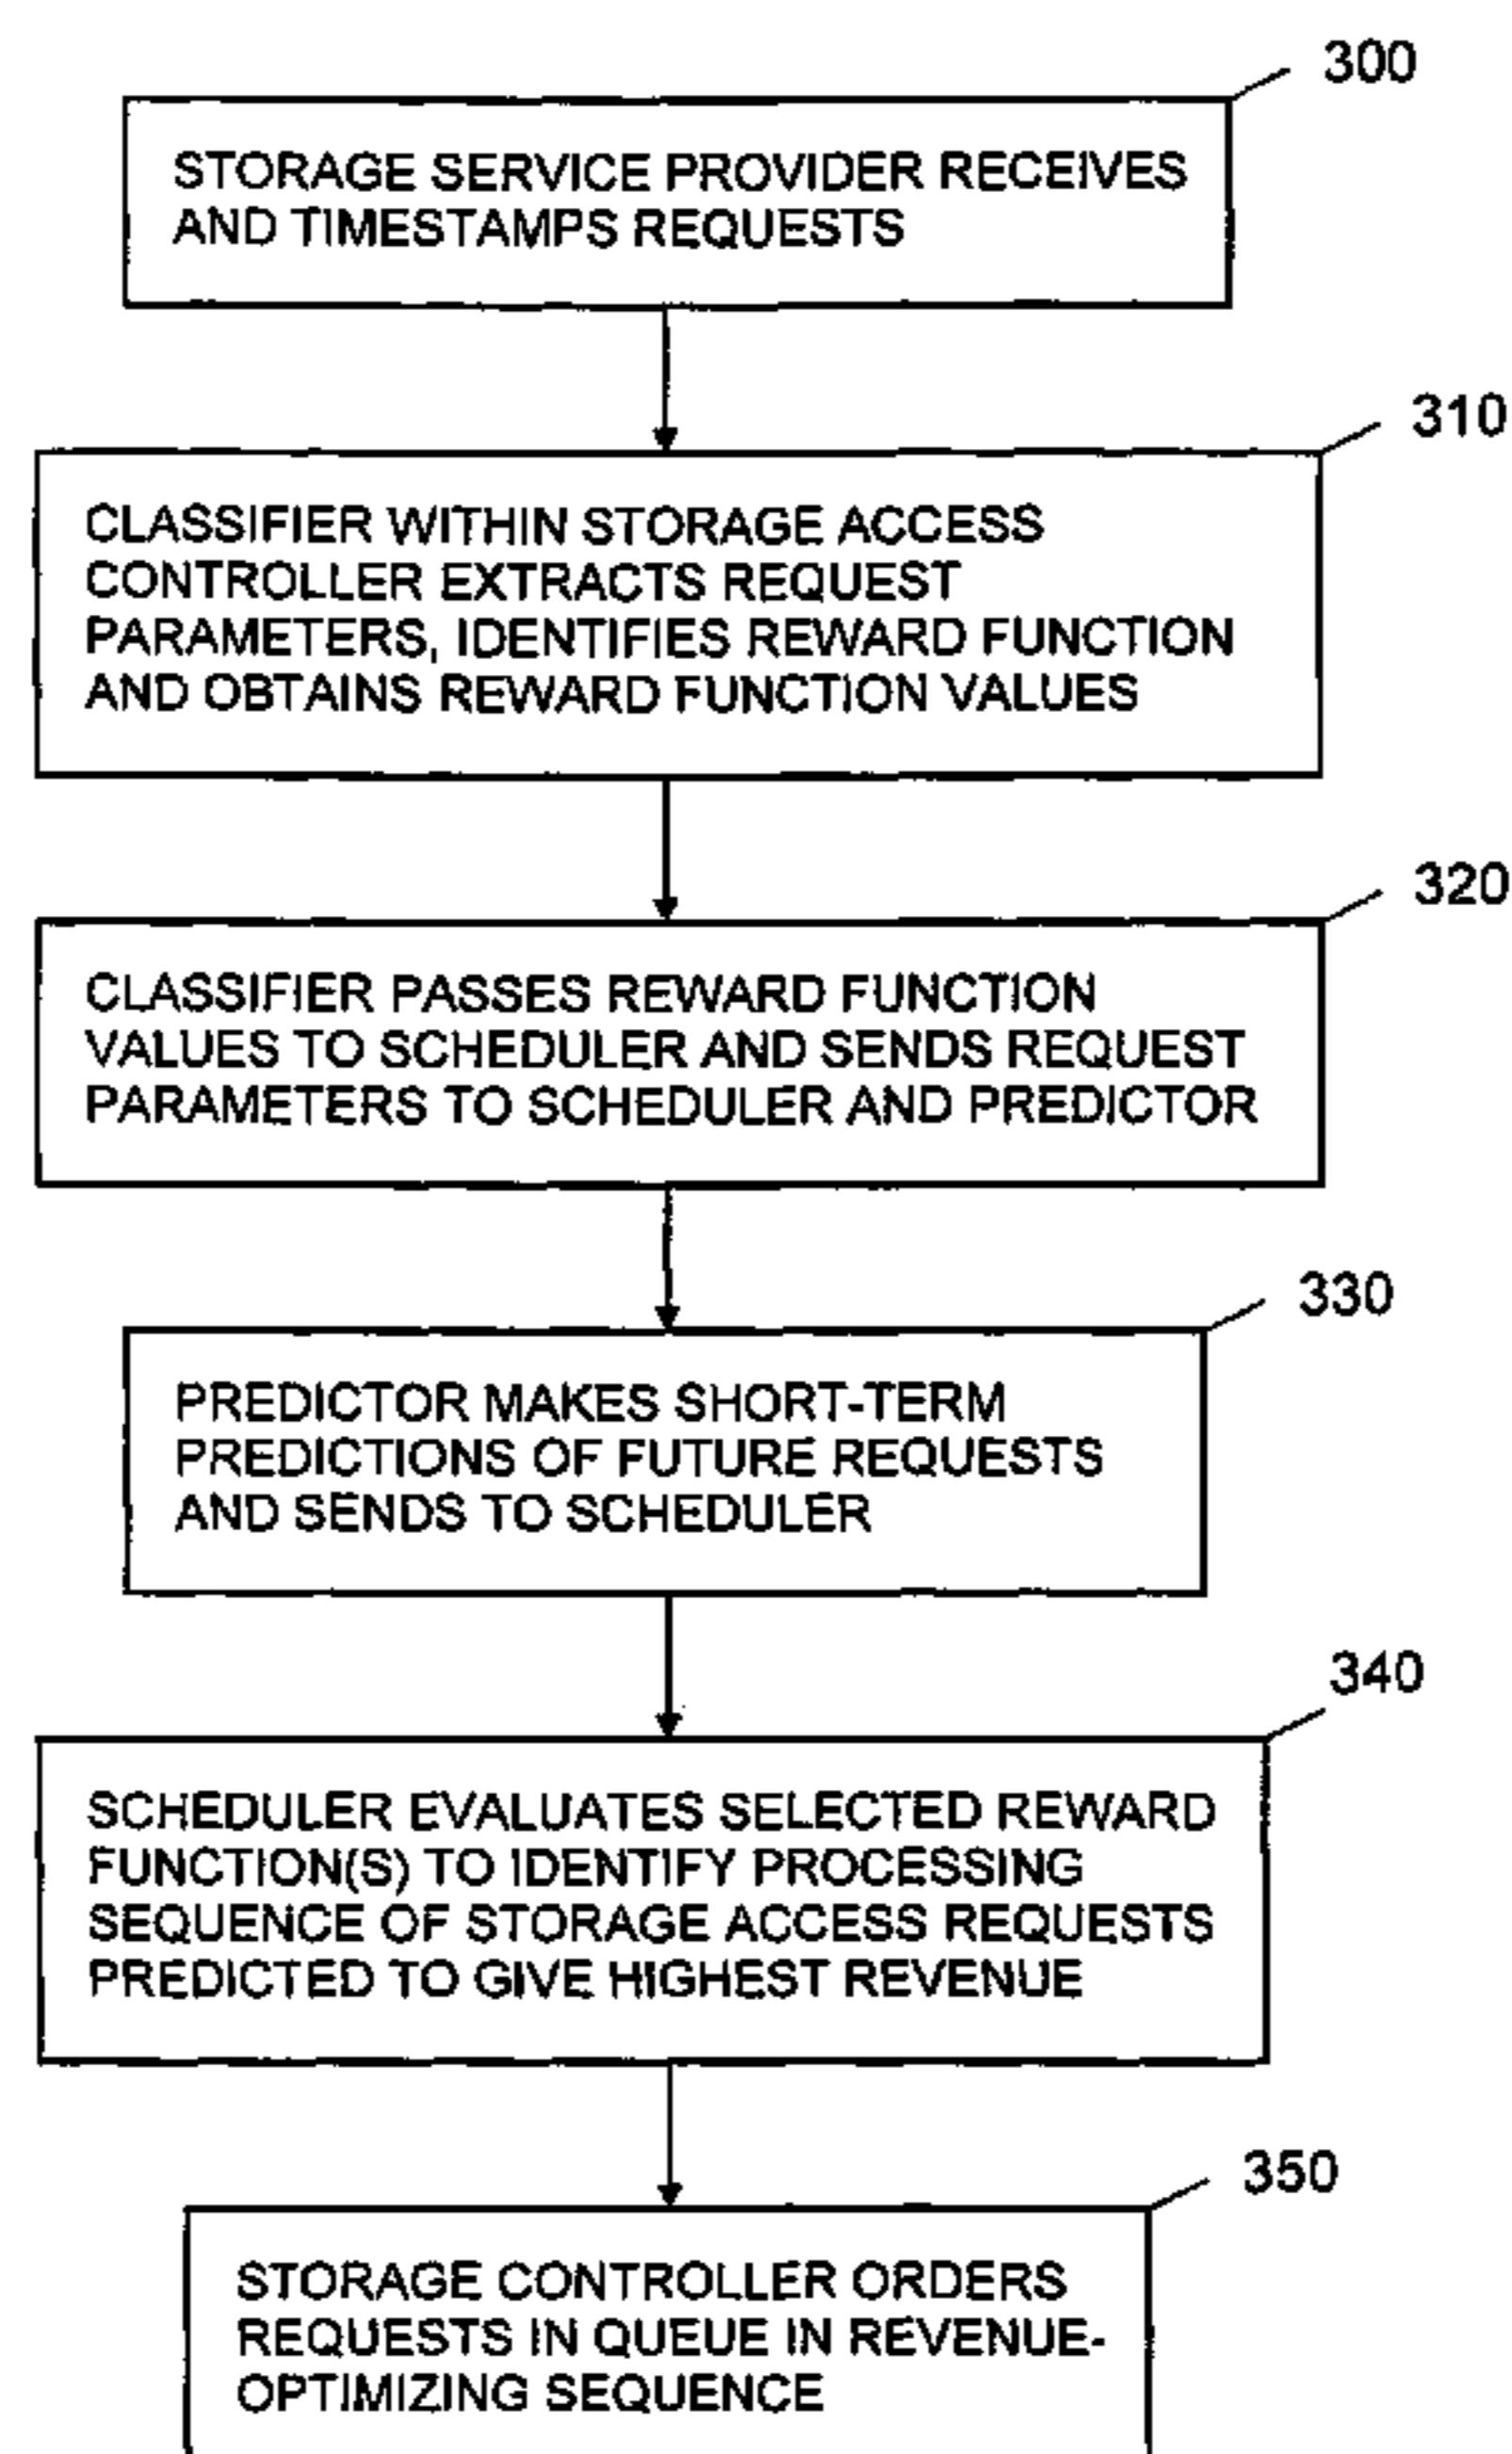 300
STORAGE SERVICE PROVIDER RECEIVES
AND TIMESTAMPS REQUESTS
310
CLASSIFIER WITHIN STORAGE ACCESS
CONTROLLER EXTRACTS REQUEST
PARAMETERS, IDENTIFIES REWARD FUNCTION
AND OBTAINS REWARD FUNCTION VALUES
320
CLASSIFIER PASSES REWARD FUNCTION
VALUES TO SCHEDULER AND SENDS REQUEST
PARAMETERS TO SCHEDULER AND PREDICTOR
330
PREDICTOR MAKES SHORT-TERM
PREDICTIONS OF FUTURE REQUESTS
AND SENDS TO SCHEDULER
340
SCHEDULER EVALUATES SELECTED REWARD
FUNCTION(S) TO IDENTIFY PROCESSING
SEQUENCE OF STORAGE ACCESS REQUESTS
PREDICTED TO GIVE HIGHEST REVENUE
350
STORAGE CONTROLLER ORDERS
REQUESTS IN QUEUE IN REVENUE-
OPTIMIZING SEQUENCE